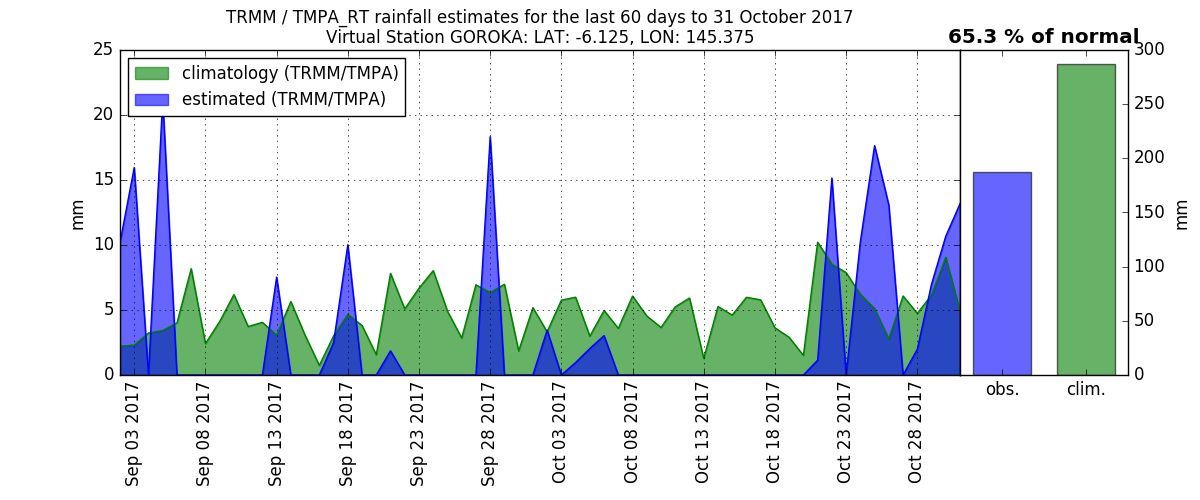 TRMM / TMPA_RT rainfall estimates for the last 60 days to 31 October 2017
Virtual Station GOROKA: LAT: -6.125, LON: 145.375
65.3 % of normal
climatology (TRMM/TMPA)
estimated (TRMM/TMPA)
25
20
15
10
5
0
mm
Sep 03 2017
Sep 08 2017
Sep 13 2017
Sep 18 2017
Sep 23 2017
Sep 28 2017
Oct 03 2017
Oct 08 2017
Oct 13 2017
Oct 18 2017
Oct 23 2017
Oct 28 2017
300
250
200
150
100
50
0
mm
obs.
clim.